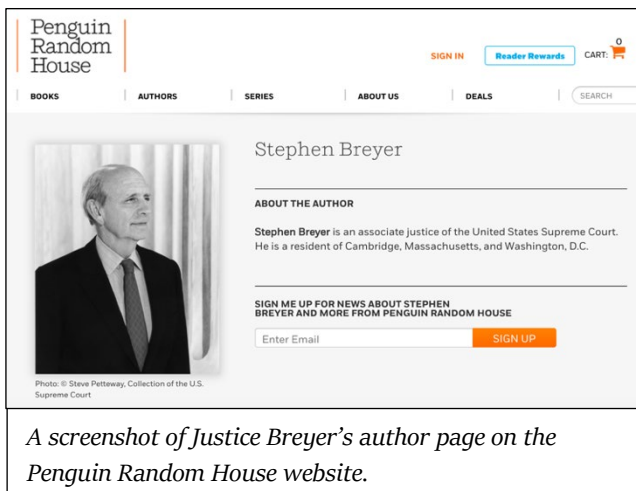 Penguin
Random
House
SIGN IN
Reader Rewards
CART:
0
BOOKS
AUTHORS
SERIES
ABOUT US
DEALS
SEARCH
Stephen Breyer
ABOUT THE AUTHOR
Stephen Breyer is an associate justice of the United States Supreme Court.
He is a resident of Cambridge, Massachusetts, and Washington, D.C.
SIGN ME UP FOR NEWS ABOUT STEPHEN
BREYER AND MORE FROM PENGUIN RANDOM HOUSE
Enter Email
SIGN UP
Photo: © Steve Petteway, Collection of the U.S.
Supreme Court
A screenshot of Justice Breyer’s author page on the
Penguin Random House website.